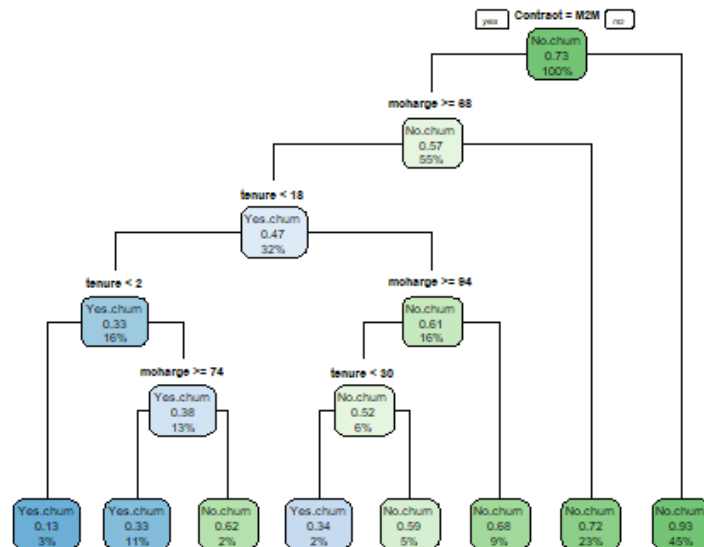 yes Contract = M2M no
No.churn
0.73
100%
moharge >= 68
No.churn
0.57
55%
tenure < 18
Yes.churn
0.47
32%
tenure < 2
moharge >= 94
Yes.churn
0.33
16%
No.churn
0.61
16%
moharge >= 74
tenure < 30
Yes.churn
0.38
13%
No.churn
0.52
6%
Yes.churn
0.13
3%
Yes.churn
0.33
11%
No.churn
0.62
2%
Yes.churn
0.34
2%
No.churn
0.59
5%
No.churn
0.68
9%
No.churn
0.72
23%
No.churn
0.93
45%